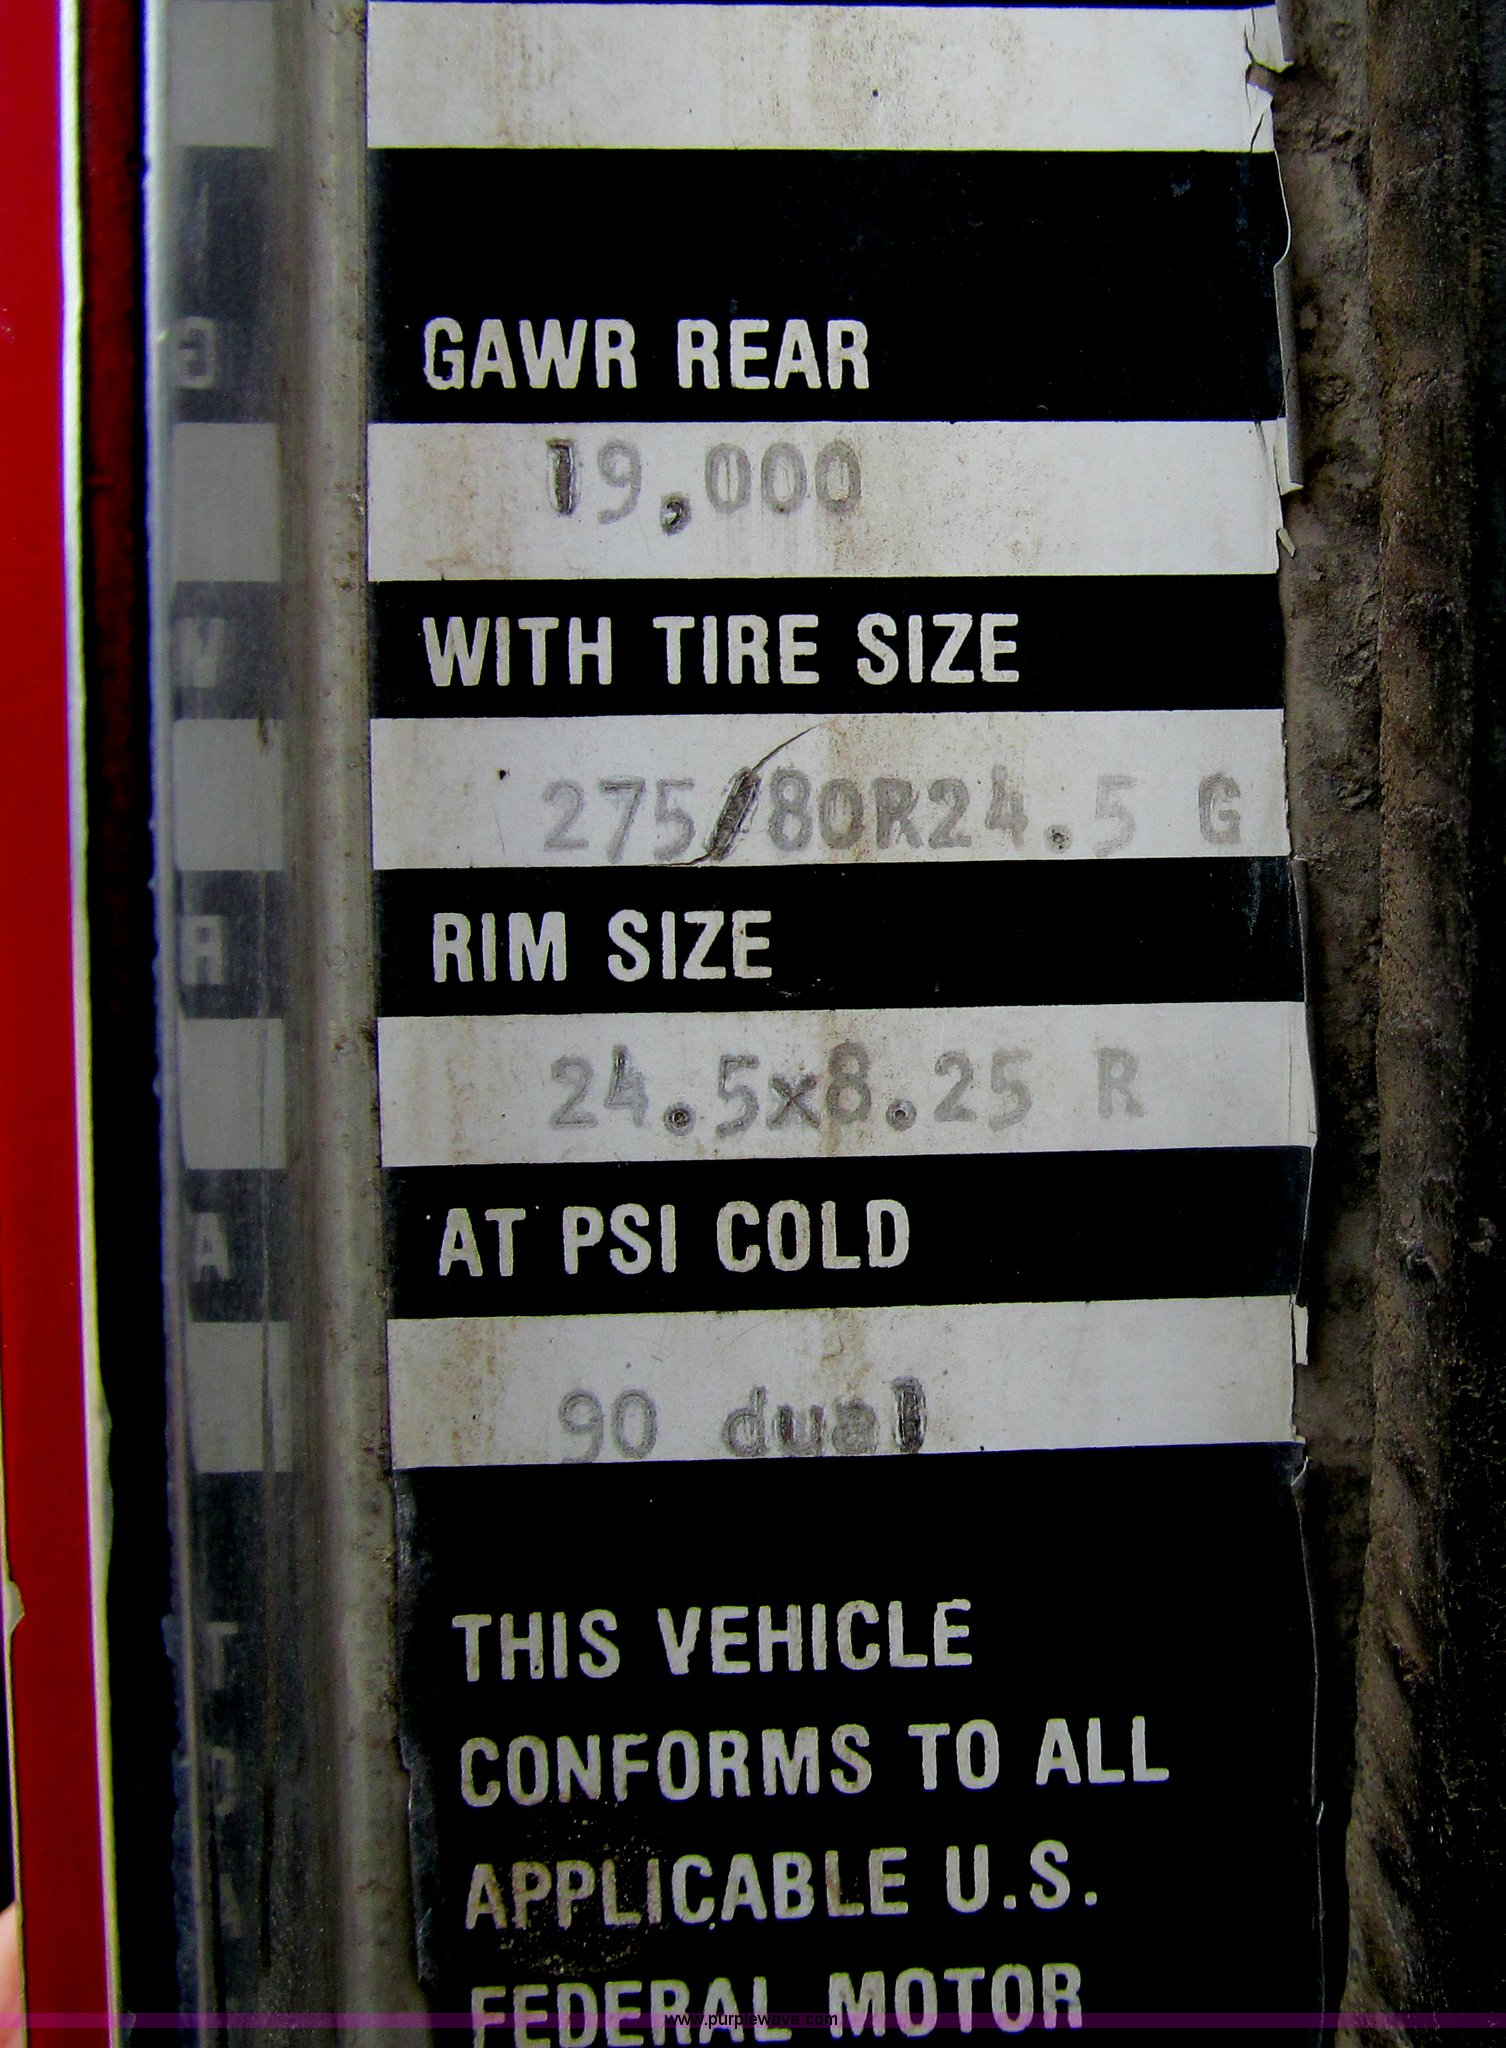 GAWR REAR
19,000
WITH TIRE SIZE
275/80R24.5 G
RIM SIZE
24.5x8.25 R
AT PSI COLD
90 dual
THIS VEHICLE
CONFORMS TO ALL
APPLICABLE U.S.
FEDERAL MOTOR
www.purplewave.com